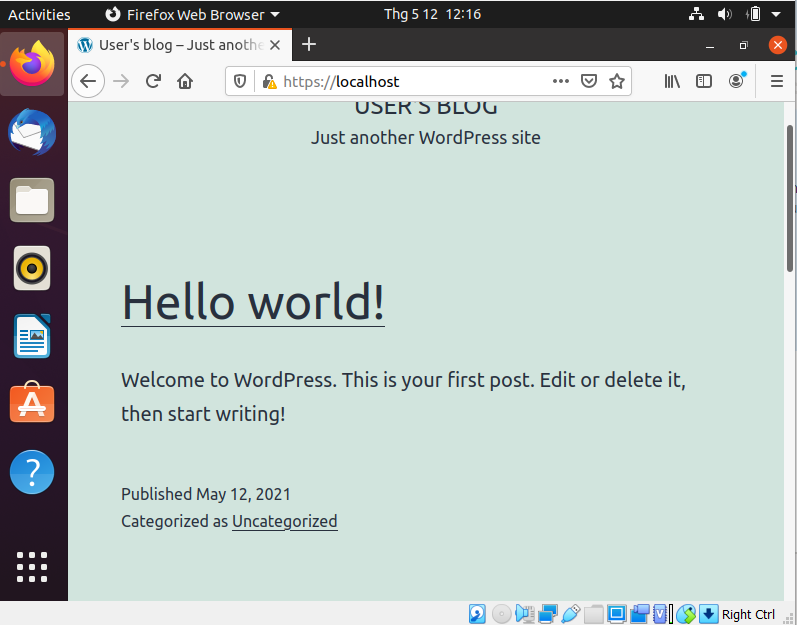 Activities Firefox Web Browser Thg 5 12 12:16
User's blog – Just anothe
https://localhost
USER'S BLOG
Just another WordPress site
Hello world!
Welcome to WordPress. This is your first post. Edit or delete it,
then start writing!
Published May 12, 2021
Categorized as Uncategorized
Right Ctrl